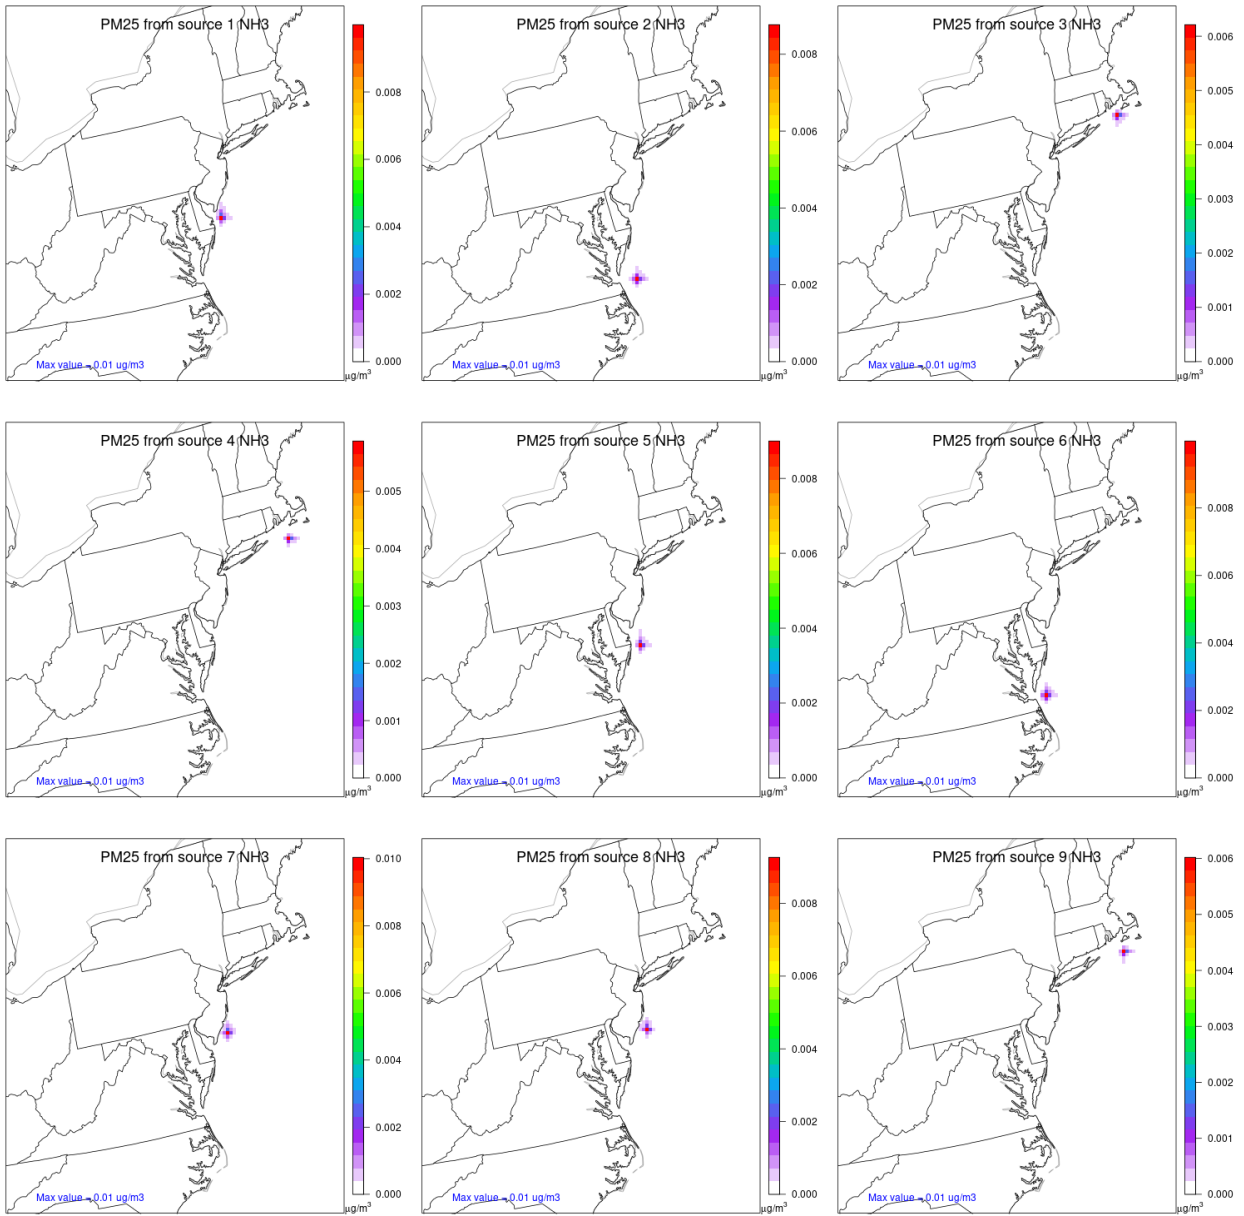 PM25 from source 1 NH3
0.008
0.006
0.004
0.002
0.000
Max value = 0.01 ug/m3
μg/m³
PM25 from source 2 NH3
0.008
0.006
0.004
0.002
0.000
Max value = 0.01 ug/m3
μg/m³
PM25 from source 3 NH3
0.006
0.005
0.004
0.003
0.002
0.001
0.000
Max value = 0.01 ug/m3
μg/m³
PM25 from source 4 NH3
0.005
0.004
0.003
0.002
0.001
0.000
Max value = 0.01 ug/m3
μg/m³
PM25 from source 5 NH3
0.008
0.006
0.004
0.002
0.000
Max value = 0.01 ug/m3
μg/m³
PM25 from source 6 NH3
0.008
0.006
0.004
0.002
0.000
Max value = 0.01 ug/m3
μg/m³
PM25 from source 7 NH3
0.010
0.008
0.006
0.004
0.002
0.000
Max value = 0.01 ug/m3
μg/m³
PM25 from source 8 NH3
0.008
0.006
0.004
0.002
0.000
Max value = 0.01 ug/m3
μg/m³
PM25 from source 9 NH3
0.006
0.005
0.004
0.003
0.002
0.001
0.000
Max value = 0.01 ug/m3
μg/m³